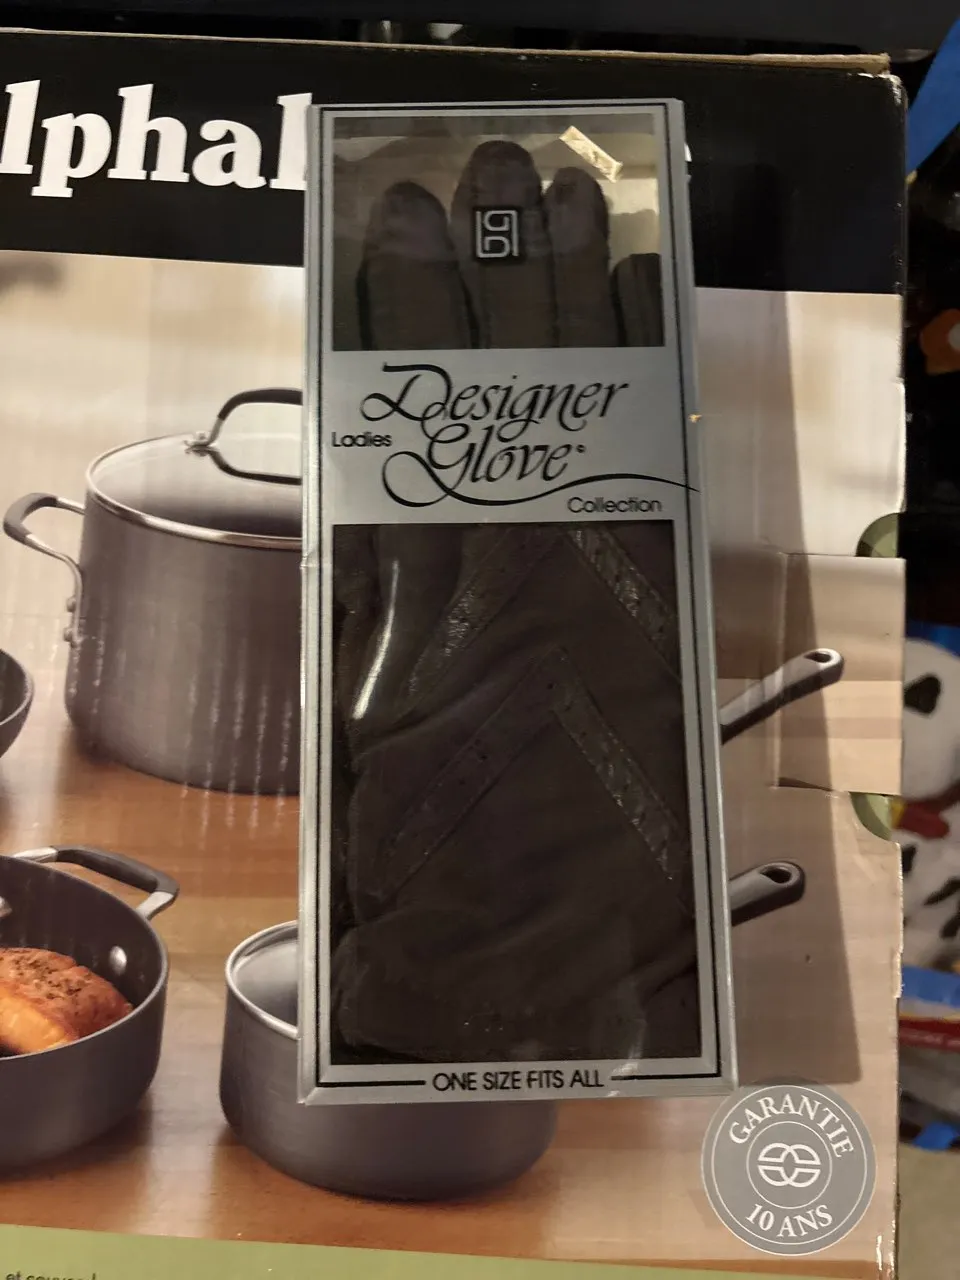 lphal
Designer
Ladies
Glove
Collection
ONE SIZE FITS ALL
GARANTIE
10 ANS